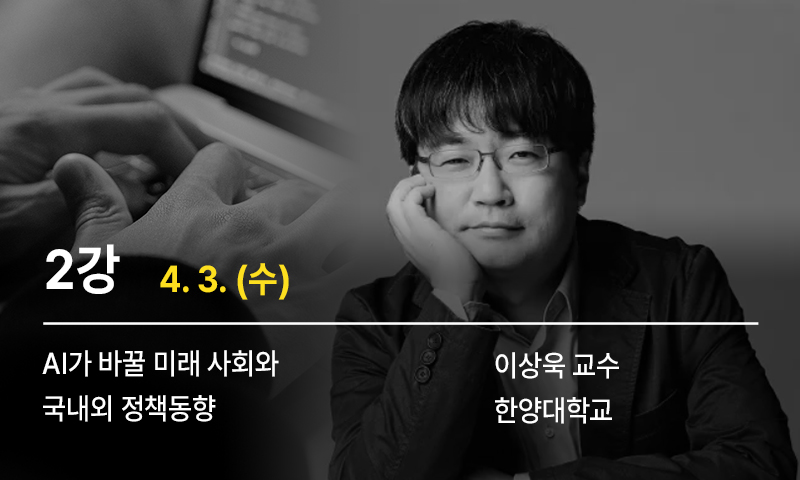 2강 4. 3. (수)
AI가 바꿀 미래 사회와
국내외 정책동향
이상욱 교수
한양대학교